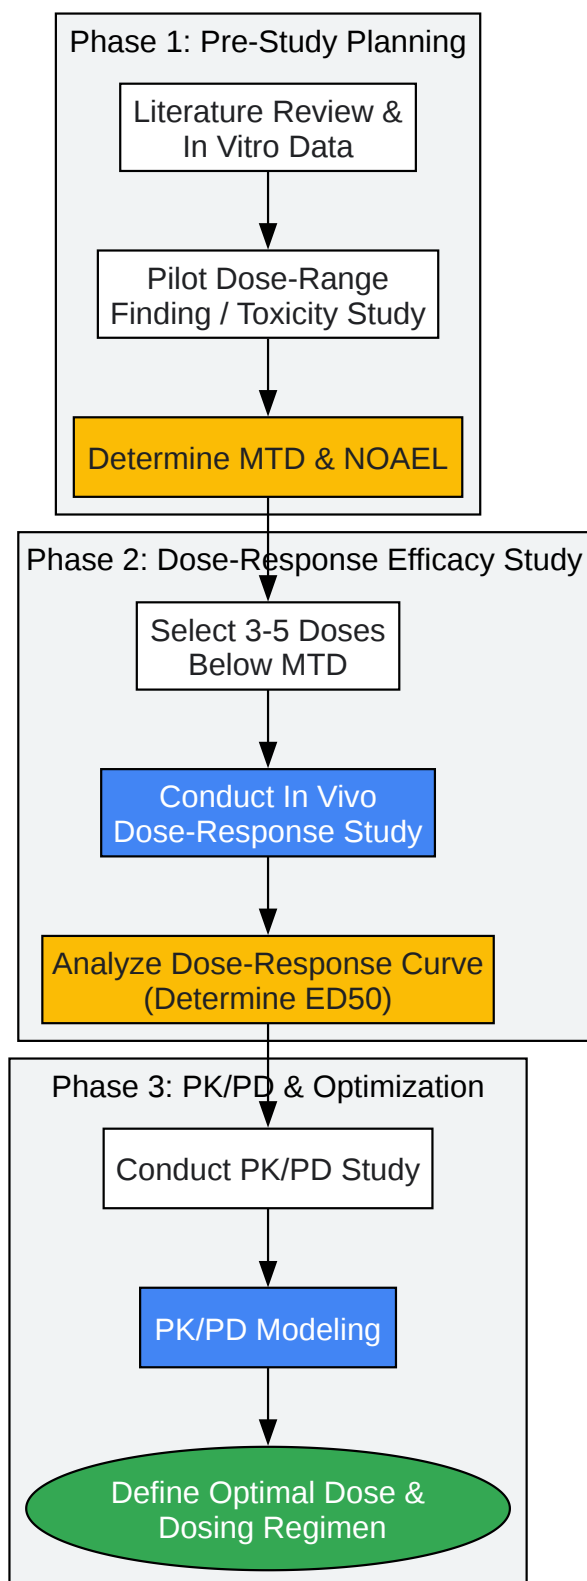 Phase 1: Pre-Study Planning
Literature Review &
In Vitro Data
Pilot Dose-Range
Finding / Toxicity Study
Determine MTD & NOAEL
Phase 2: Dose-Response Efficacy Study
Select 3-5 Doses
Below MTD
Conduct In Vivo
Dose-Response Study
Analyze Dose-Response Curve
(Determine ED50)
Phase 3: PK/PD & Optimization
Conduct PK/PD Study
PK/PD Modeling
Define Optimal Dose &
Dosing Regimen